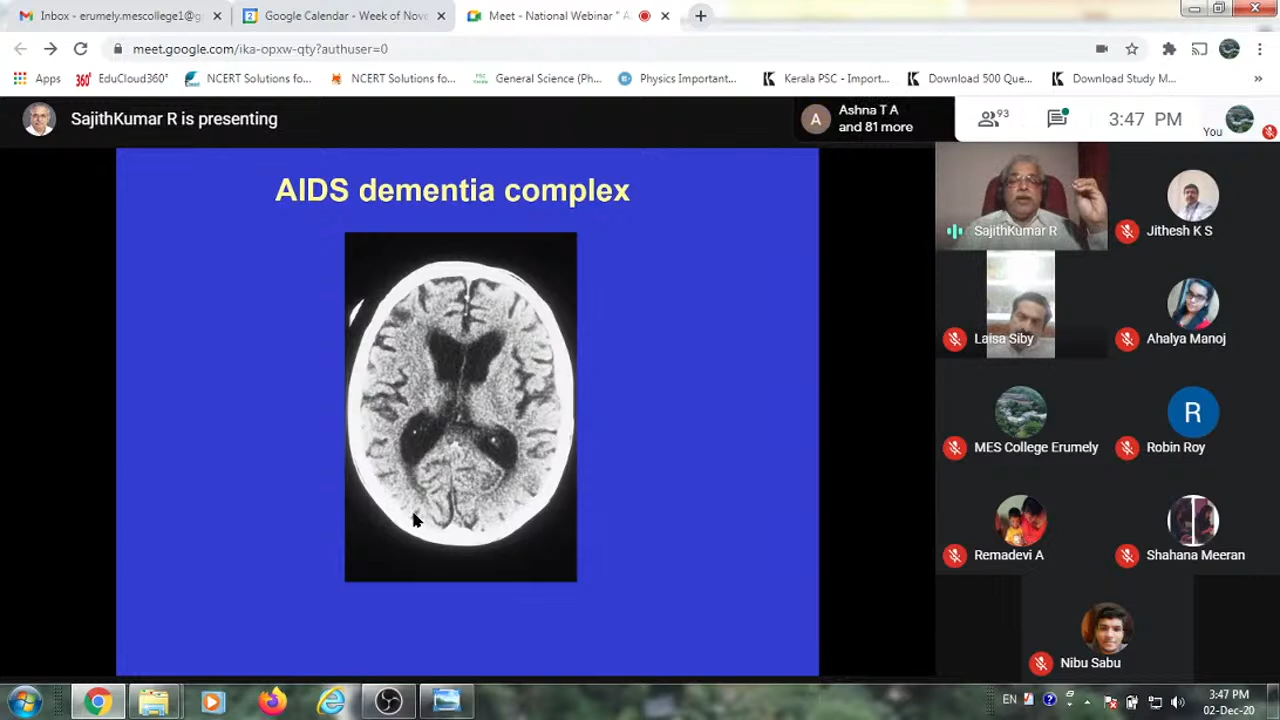 Inbox - erumely.mescollege1@g
Google Calendar - Week of Nove
Meet - National Webinar " A
meet.google.com/ika-opxw-qty?authuser=0
Apps
EduCloud360°
NCERT Solutions fo...
NCERT Solutions fo...
General Science (Ph...
Physics Important...
Kerala PSC - Import...
Download 500 Que...
Download Study M...
»
SajithKumar R is presenting
A
Ashna T A
and 81 more
93
3:47 PM
You
AIDS dementia complex
SajithKumar R
Jithesh K S
Laisa Siby
Ahalya Manoj
MES College Erumely
R
Robin Roy
Remadevi A
Shahana Meeran
Nibu Sabu
EN
3:47 PM
02-Dec-20